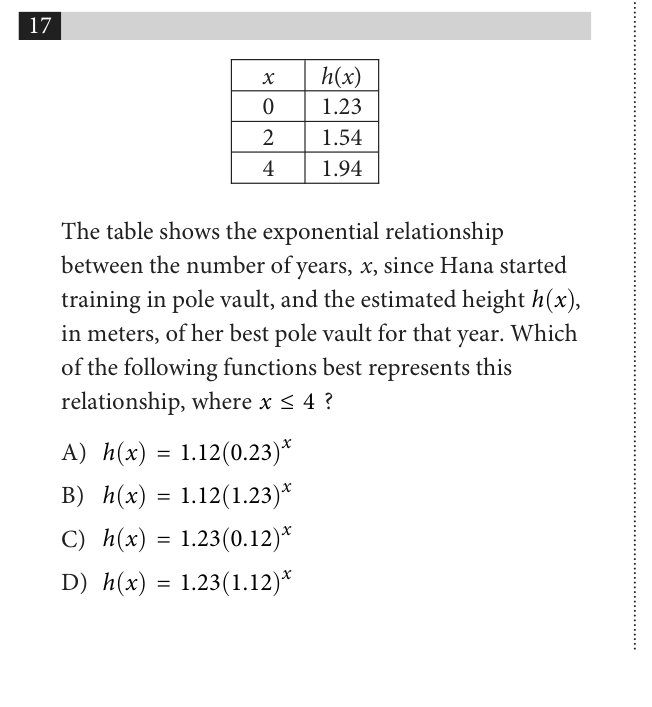 17
x h(x)
0 1.23
2 1.54
4 1.94
The table shows the exponential relationship
between the number of years, x, since Hana started
training in pole vault, and the estimated height h(x),
in meters, of her best pole vault for that year. Which
of the following functions best represents this
relationship, where x ≤ 4 ?
A) h(x) = 1.12(0.23)ˣ
B) h(x) = 1.12(1.23)ˣ
C) h(x) = 1.23(0.12)ˣ
D) h(x) = 1.23(1.12)ˣ